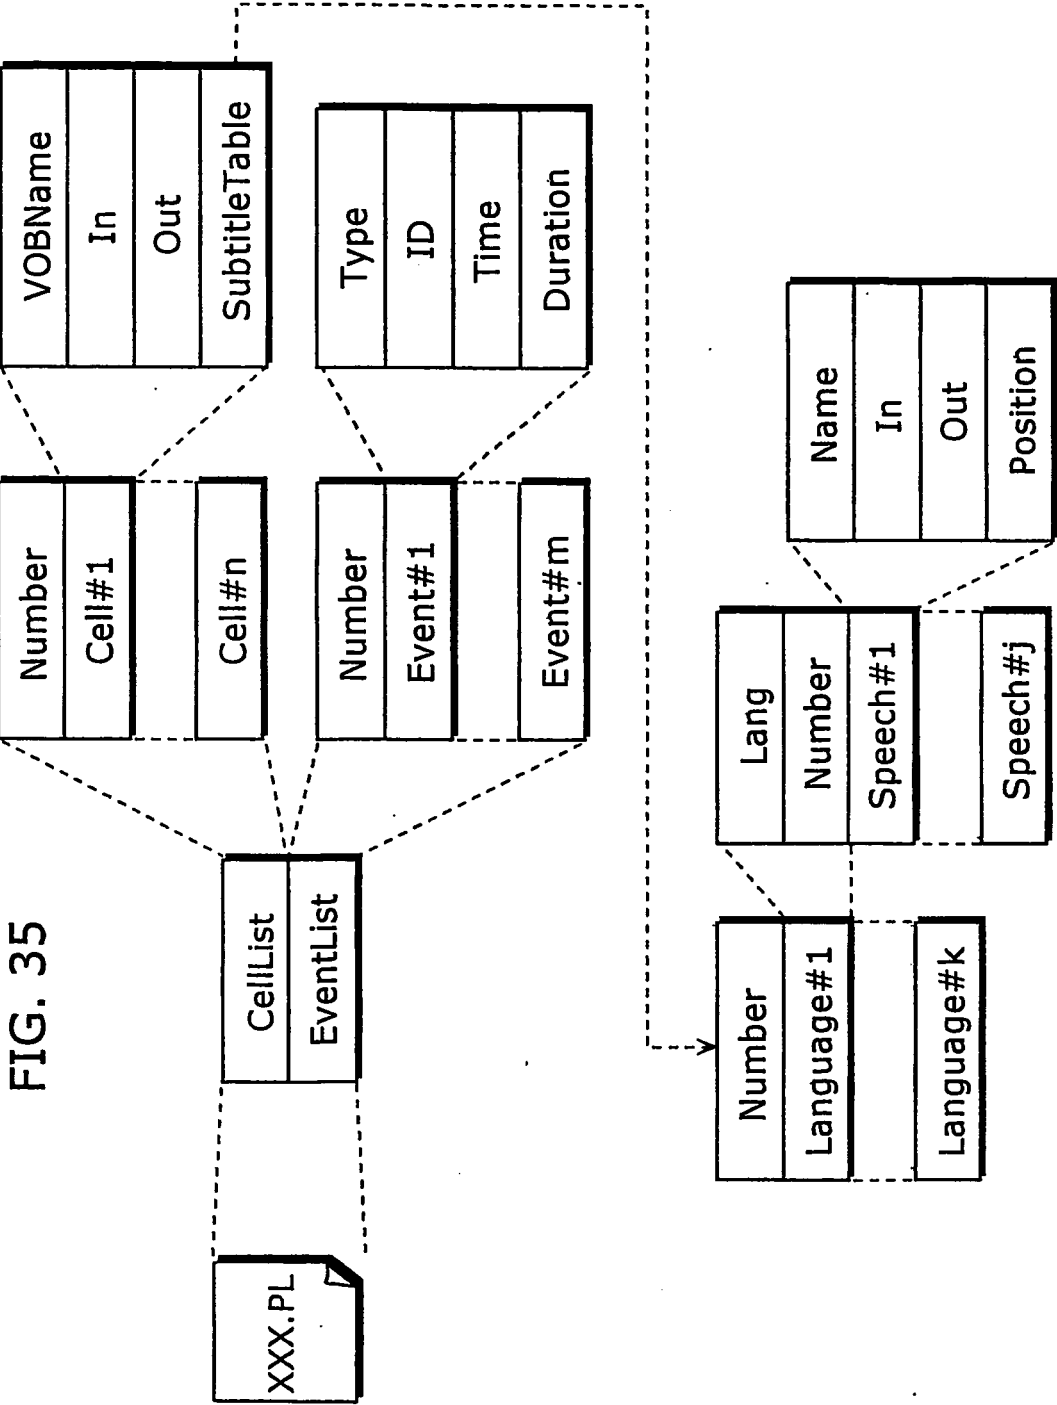 FIG. 35
XXX.PL
CellList
EventList
Number
Cell#1
Cell#n
VOBName
In
Out
SubtitleTable
Number
Event#1
Event#m
Type
ID
Time
Duration
Number
Language#1
Language#k
Lang
Number
Speech#1
Speech#j
Name
In
Out
Position